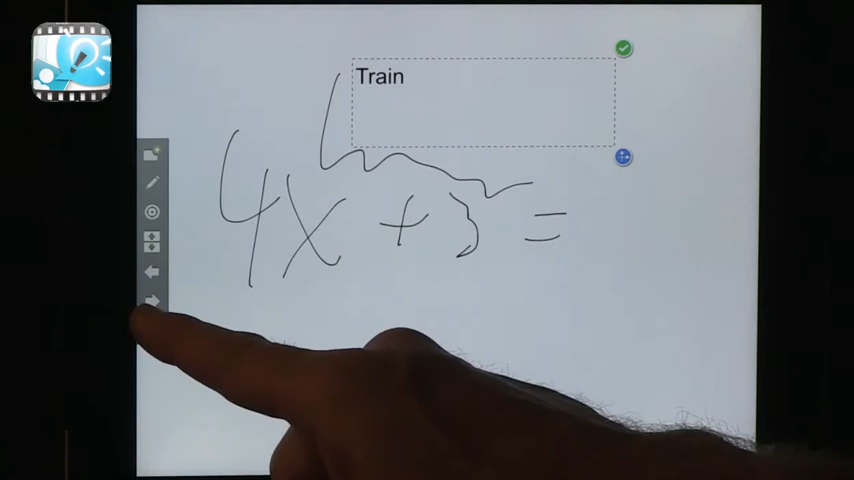 Train
4x + 3 =